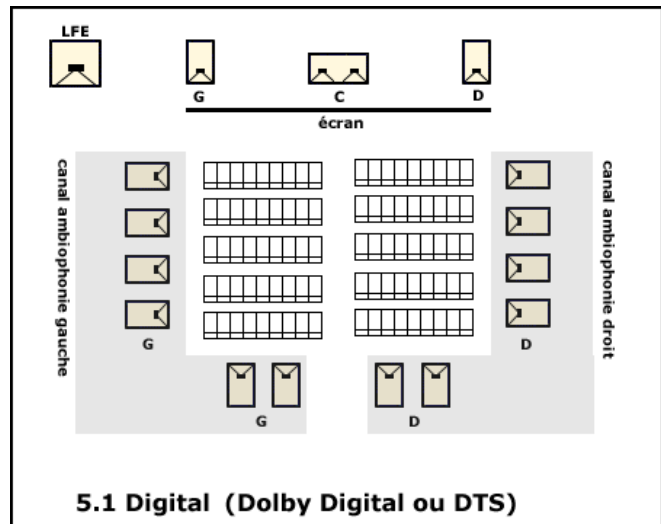 LFE
G
C
D
écran
canal ambiophonie gauche
canal ambiophonie droit
G
D
G
D
5.1 Digital (Dolby Digital ou DTS)